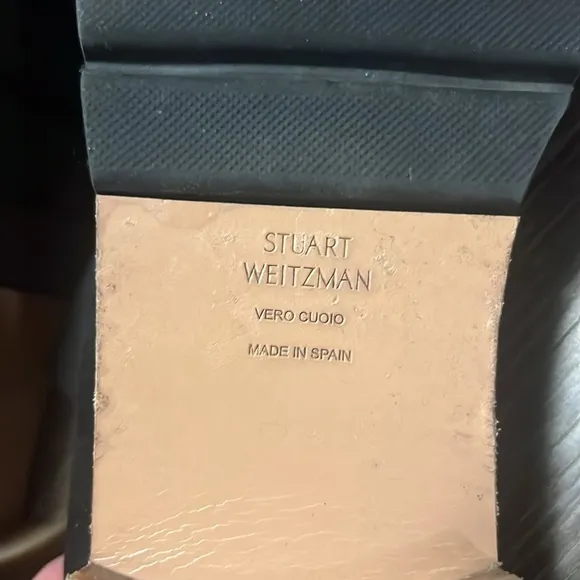 STUART
WEITZMAN
VERO CUOIO
MADE IN SPAIN